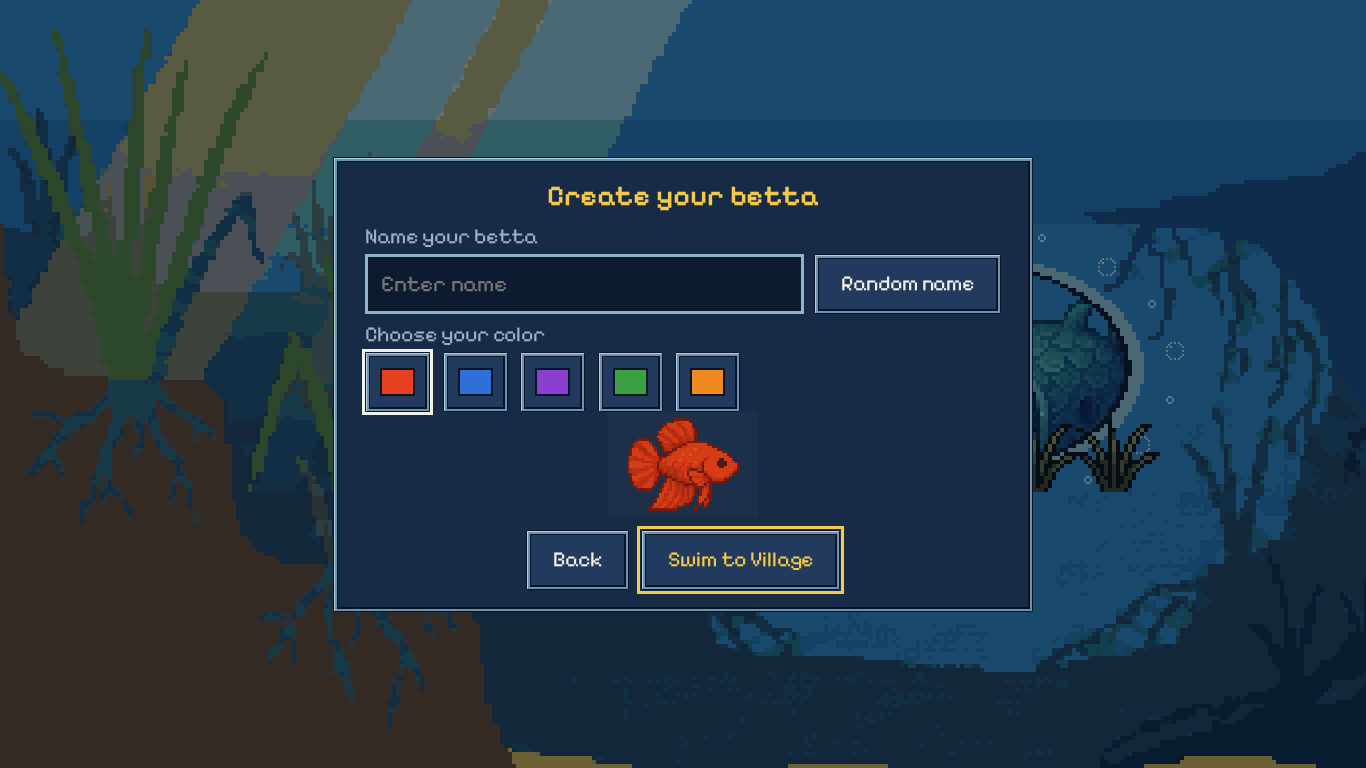 Create your betta
Name your betta
Enter name
Random name
Choose your color
Back
Swim to Village